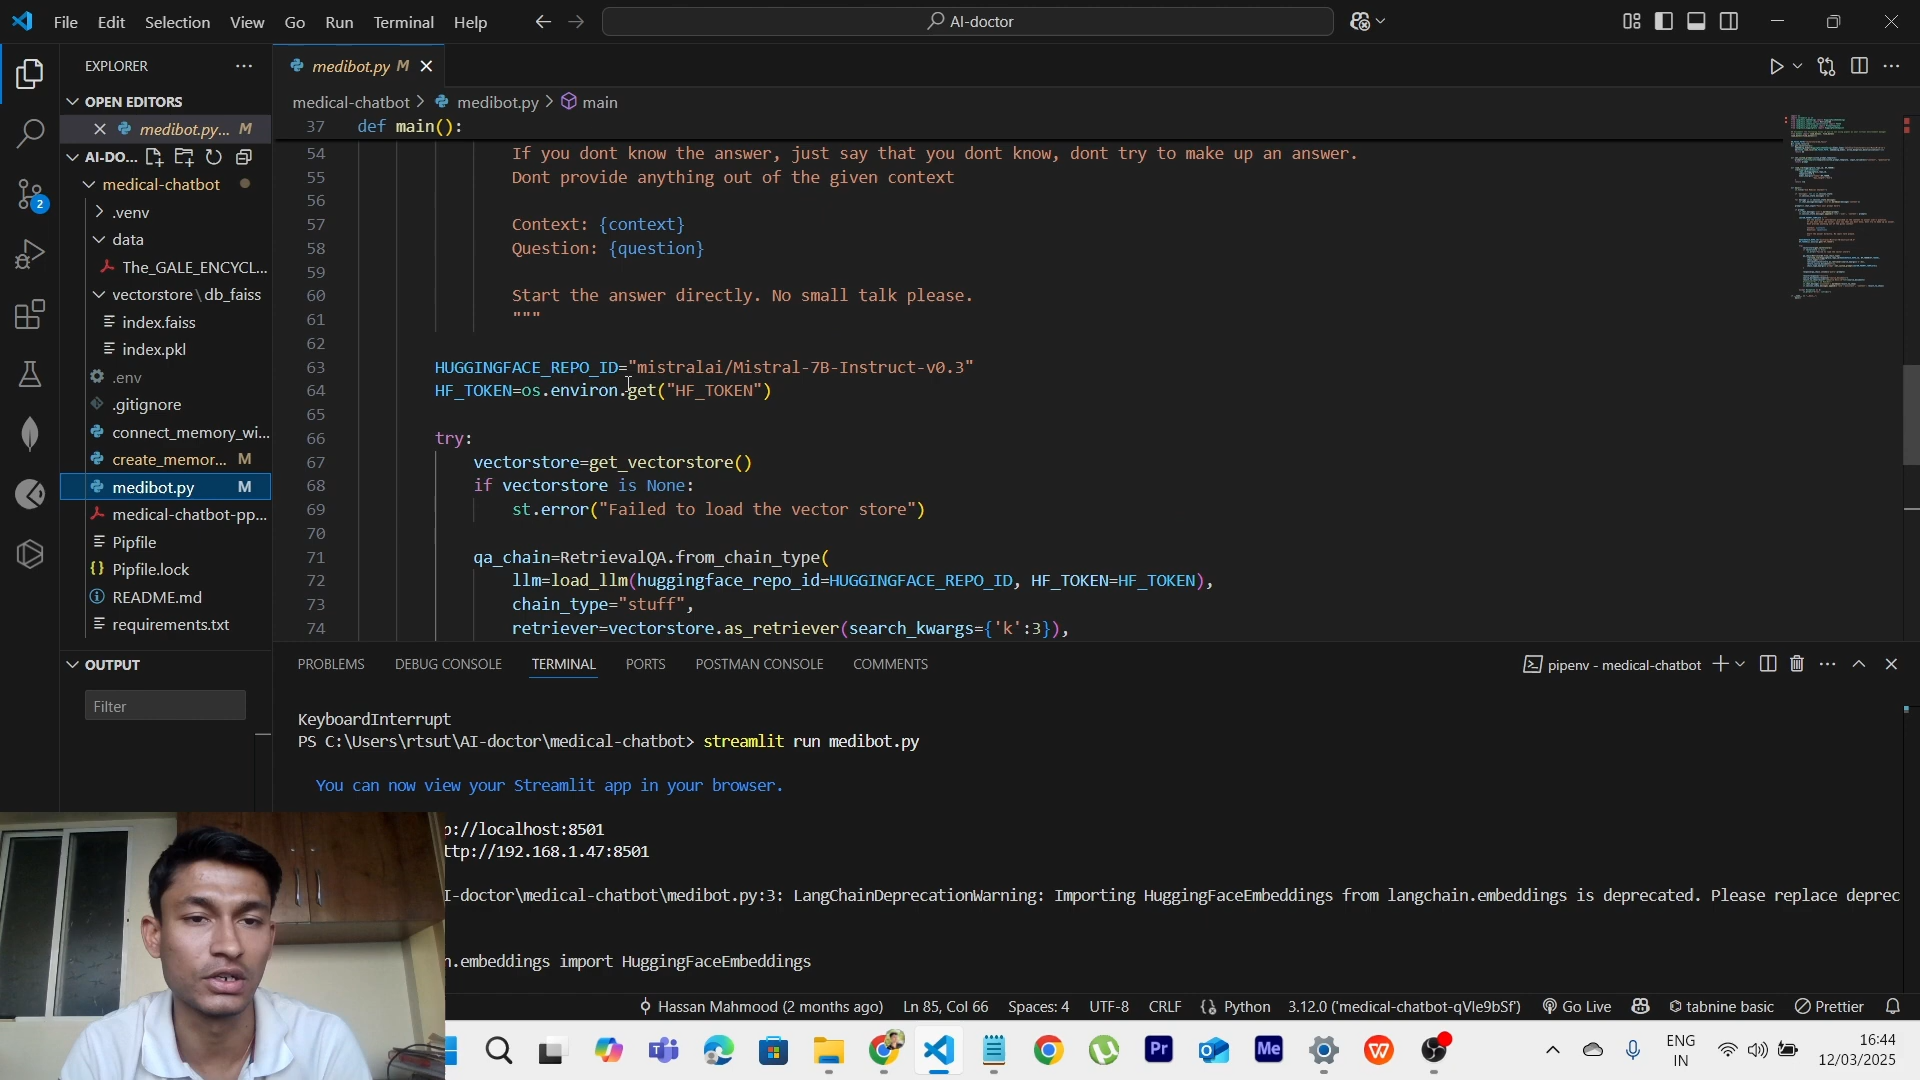 File Edit Selection View Go Run Terminal Help
AI-doctor
EXPLORER
OPEN EDITORS
medibot.py... M
AI-DO...
medical-chatbot
.venv
data
The_GALE_ENCYCL...
vectorstore\db_faiss
index.faiss
index.pkl
.env
.gitignore
connect_memory_wi...
create_memor... M
medibot.py M
medical-chatbot-pp...
Pipfile
Pipfile.lock
README.md
requirements.txt
OUTPUT
Filter
2
medibot.py M
medical-chatbot > medibot.py > main
37 def main():
54 If you dont know the answer, just say that you dont know, dont try to make up an answer.
55 Dont provide anything out of the given context
56
57 Context: {context}
58 Question: {question}
59
60 Start the answer directly. No small talk please.
61 """
62
63 HUGGINGFACE_REPO_ID="mistralai/Mistral-7B-Instruct-v0.3"
64 HF_TOKEN=os.environ.get("HF_TOKEN")
65
66 try:
67 vectorstore=get_vectorstore()
68 if vectorstore is None:
69 st.error("Failed to load the vector store")
70
71 qa_chain=RetrievalQA.from_chain_type(
72 llm=load_llm(huggingface_repo_id=HUGGINGFACE_REPO_ID, HF_TOKEN=HF_TOKEN),
73 chain_type="stuff",
74 retriever=vectorstore.as_retriever(search_kwargs={'k':3}),
PROBLEMS DEBUG CONSOLE TERMINAL PORTS POSTMAN CONSOLE COMMENTS
pipenv - medical-chatbot
KeyboardInterrupt
PS C:\Users\rtsut\AI-doctor\medical-chatbot> streamlit run medibot.py
You can now view your Streamlit app in your browser.
p://localhost:8501
ttp://192.168.1.47:8501
I-doctor\medical-chatbot\medibot.py:3: LangChainDeprecationWarning: Importing HuggingFaceEmbeddings from langchain.embeddings is deprecated. Please replace deprec
n.embeddings import HuggingFaceEmbeddings
Hassan Mahmood (2 months ago) Ln 85, Col 66 Spaces: 4 UTF-8 CRLF Python 3.12.0 ('medical-chatbot-qVIe9bSf') Go Live tabnine basic Prettier
Pr
Me
W
ENG
IN
16:44
12/03/2025